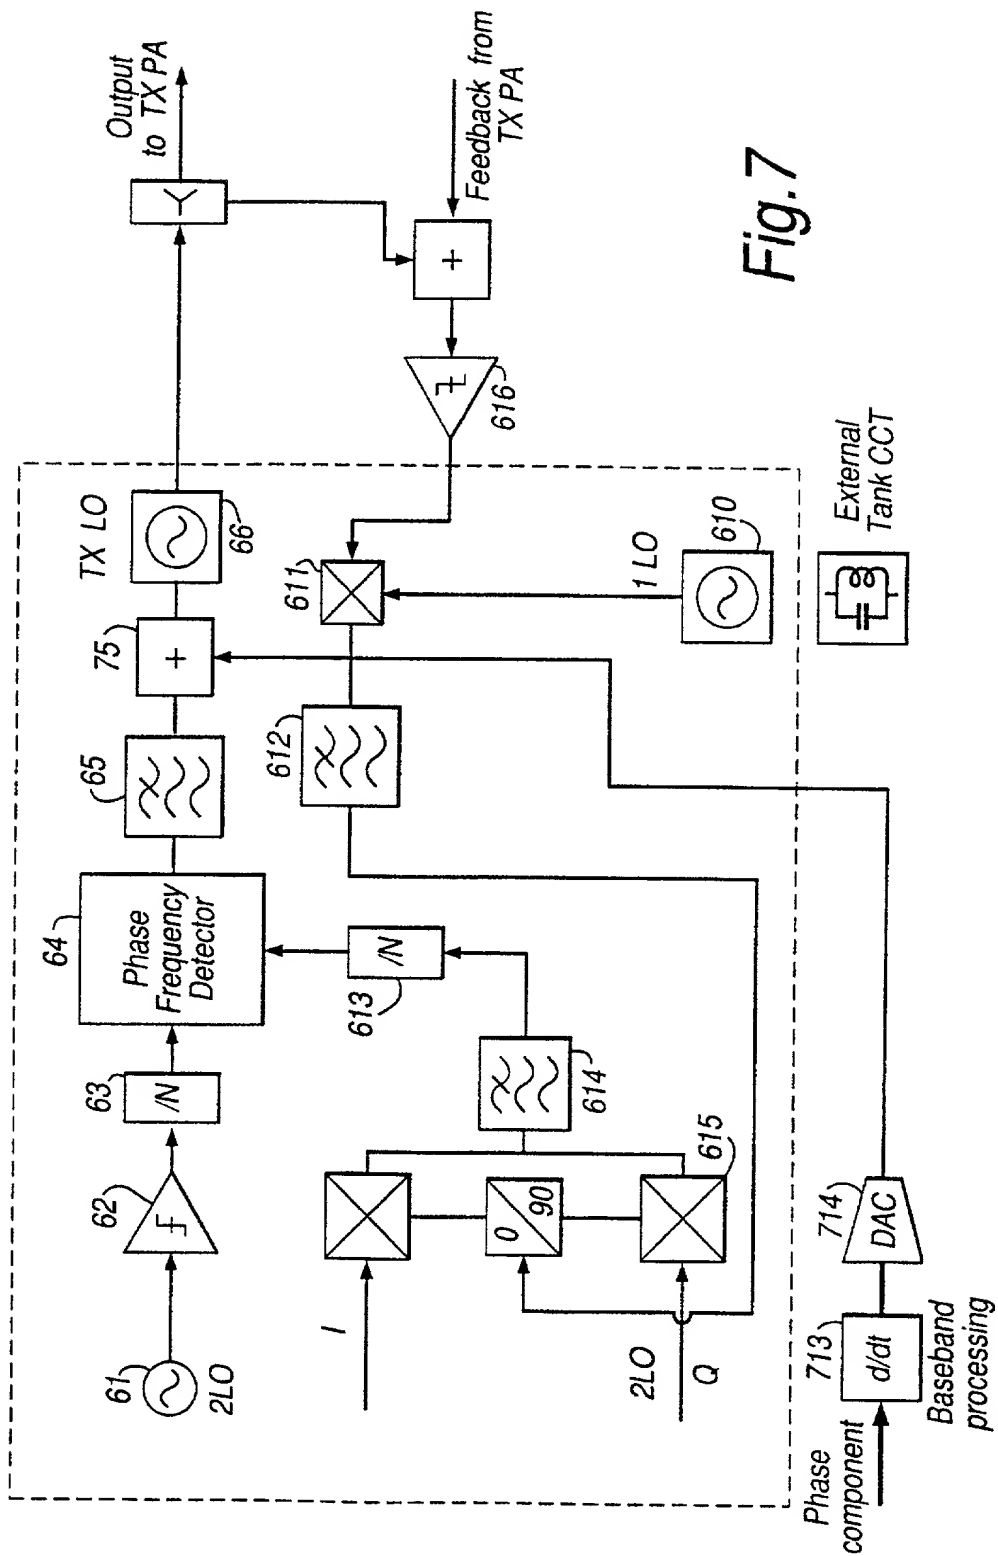 Output
to TX PA
Feedback from
TX PA
+
TX LO
66
75
+
65
64
Phase
Frequency
Detector
63
/N
62
61
2LO
616
611
1 LO
610
612
/N
613
614
615
0
90
I
2LO
Q
External
Tank CCT
714
DAC
713
d/dt
Baseband
processing
Phase
component
Fig.7